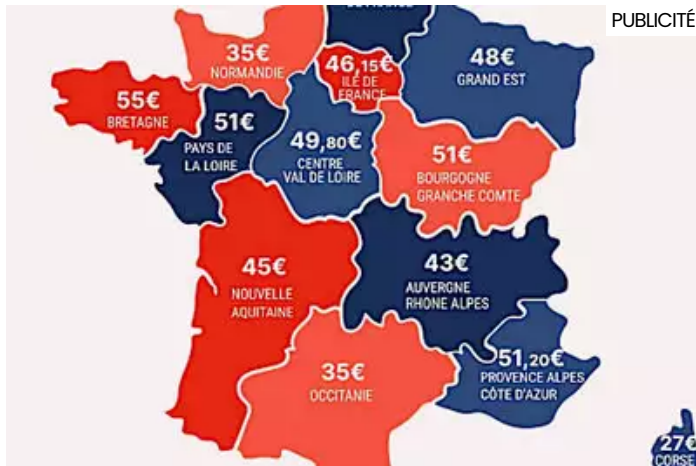 PUBLICITÉ
35€
NORMANDIE
46,15€
ILE DE
FRANCE
48€
GRAND EST
55€
BRETAGNE
51€
PAYS DE
LA LOIRE
49,80€
CENTRE
VAL DE LOIRE
51€
BOURGOGNE
GRANCHE COMTE
45€
NOUVELLE
AQUITAINE
43€
AUVERGNE
RHONE ALPES
51,20€
PROVENCE ALPES
CÔTE D'AZUR
35€
OCCITANIE
27€
CORSE